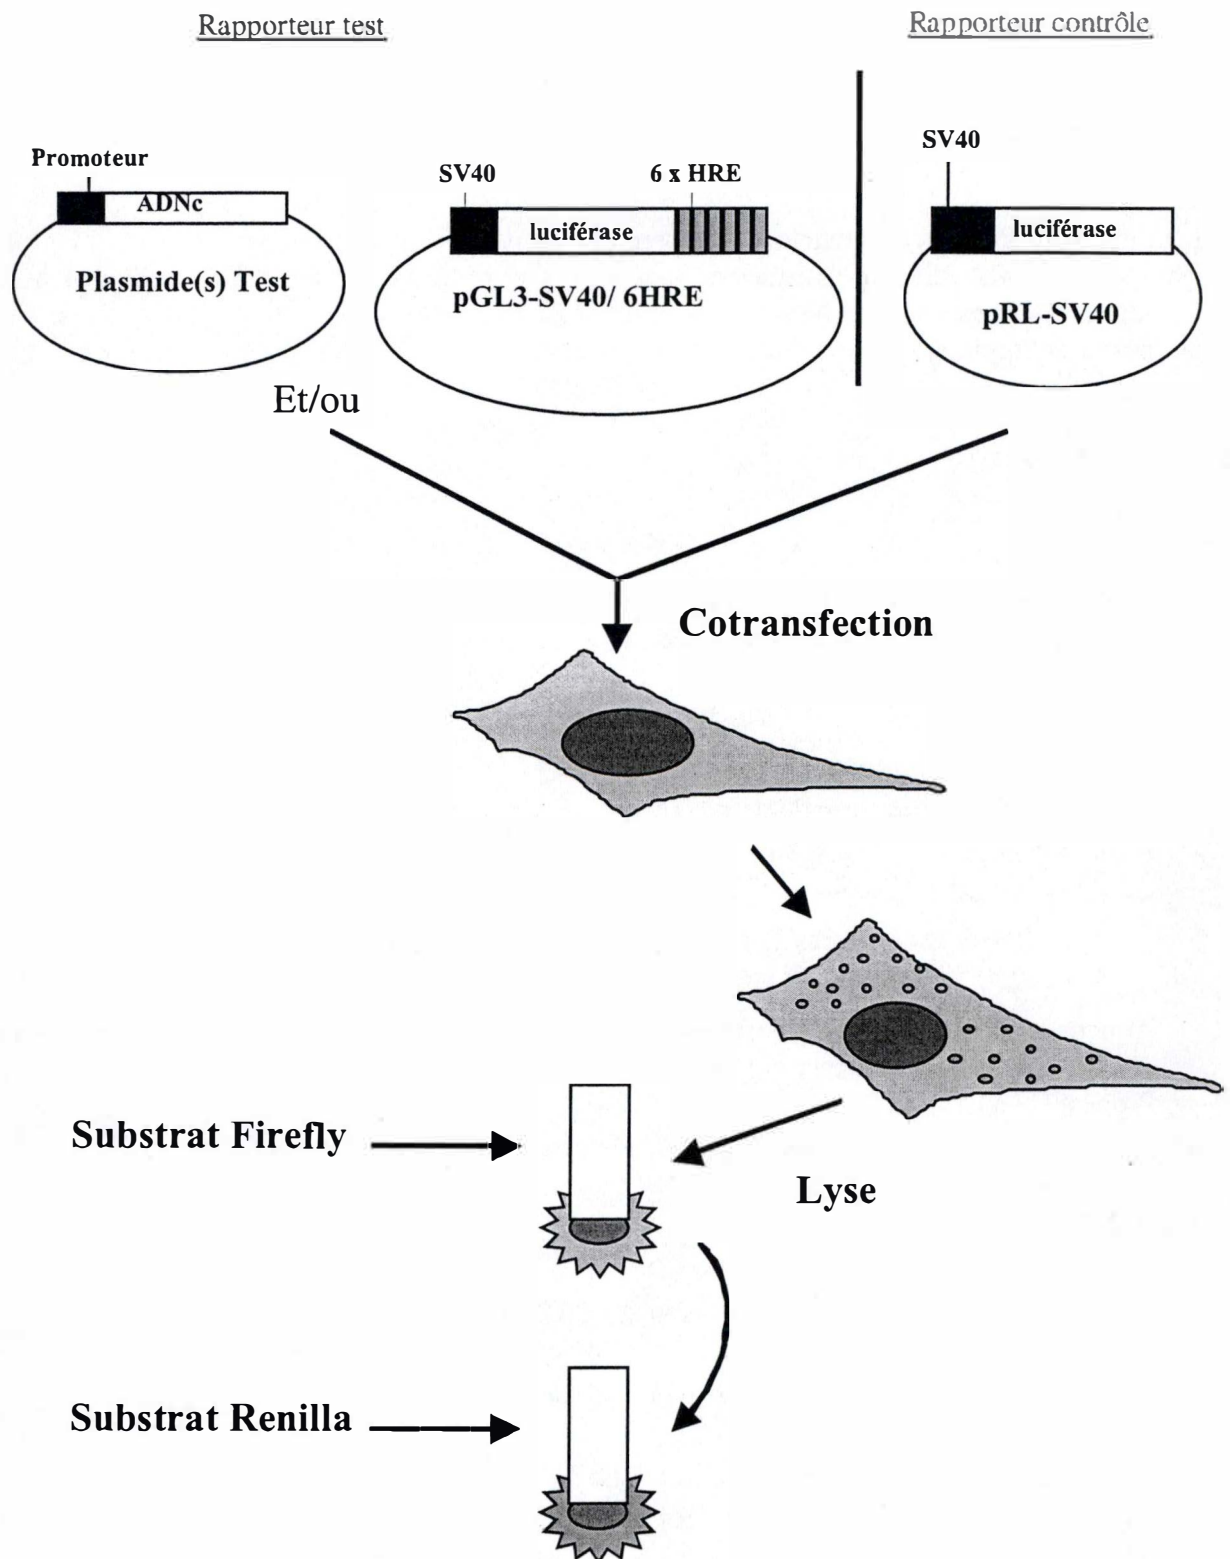 Rapporteur test
Rapporteur contrôle
Promoteur
ADNc
Plasmide(s) Test
SV40
6 x HRE
luciférase
pGL3-SV40/ 6HRE
SV40
luciférase
pRL-SV40
Et/ou
Cotransfection
Substrat Firefly
Lyse
Substrat Renilla